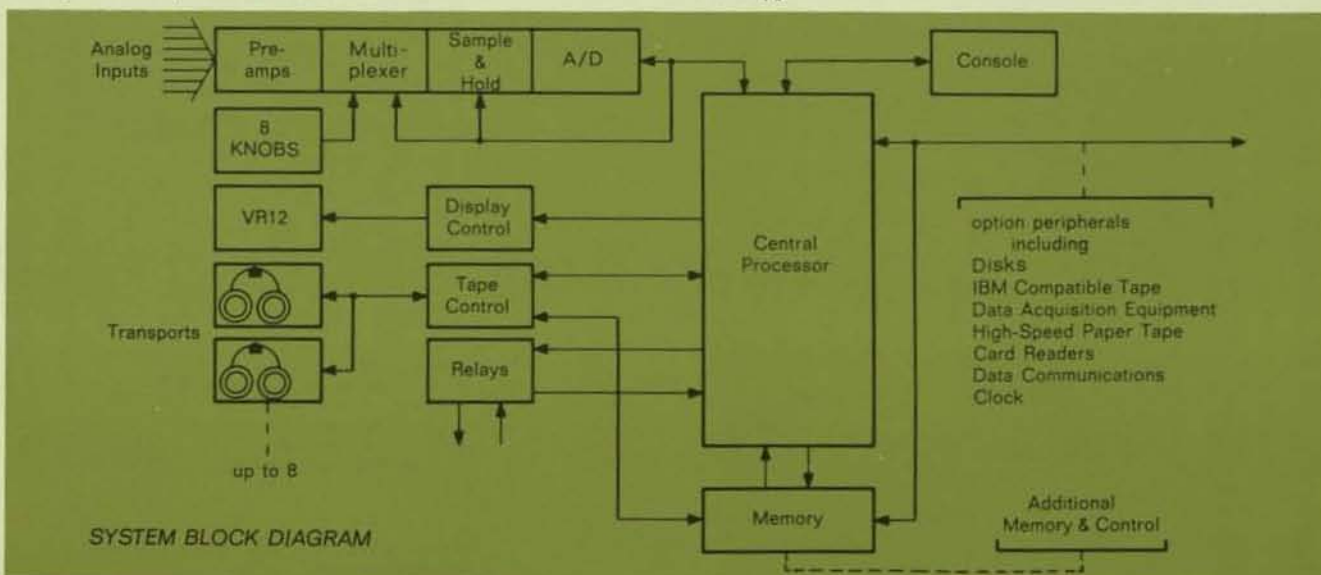 Analog
Inputs
Pre-
amps
Multi-
plexer
Sample
&
Hold
A/D
Console
8
KNOBS
VR12
Display
Control
Central
Processor
option peripherals
including
Disks
IBM Compatible Tape
Data Acquisition Equipment
High-Speed Paper Tape
Card Readers
Data Communications
Clock
Transports
Tape
Control
Relays
up to 8
Memory
Additional
Memory & Control
SYSTEM BLOCK DIAGRAM